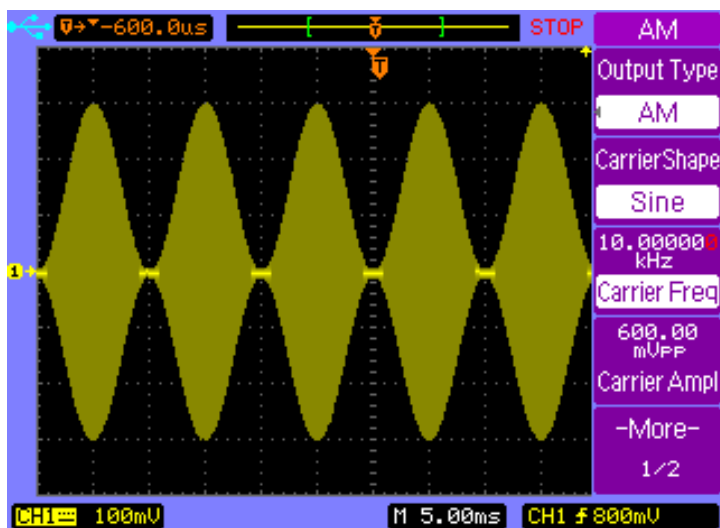 T→▾-600.0us
T
STOP
AM
T
Output Type
AM
CarrierShape
Sine
10.000000
kHz
Carrier Freq
600.00
mVPP
Carrier Ampl
-More-
1/2
1
CH1 100mV
M 5.00ms
CH1 800mV